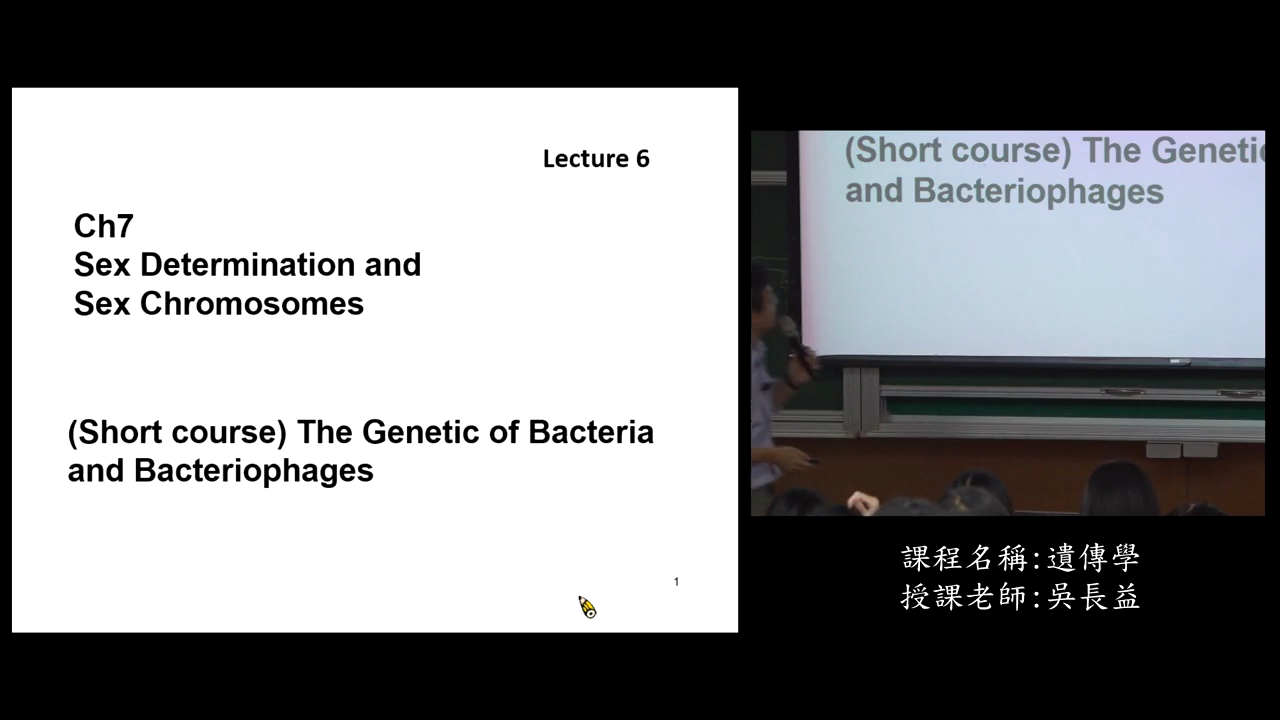 Lecture 6
Ch7
Sex Determination and
Sex Chromosomes
(Short course) The Genetic of Bacteria
and Bacteriophages
1
(Short course) The Genetic
and Bacteriophages
課程名稱:遺傳學
授課老師:吳長益